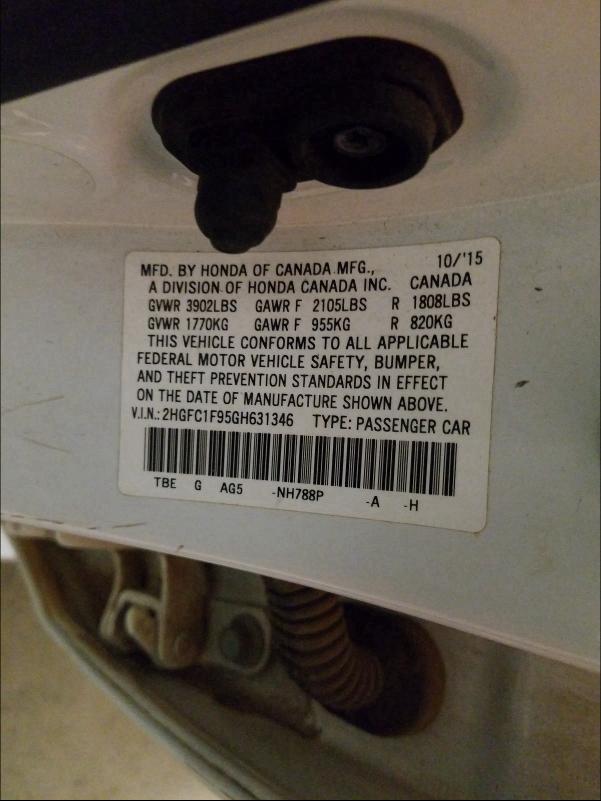 MFD. BY HONDA OF CANADA MFG., 10/'15
A DIVISION OF HONDA CANADA INC. CANADA
GVWR 3902LBS GAWR F 2105LBS R 1808LBS
GVWR 1770KG GAWR F 955KG R 820KG
THIS VEHICLE CONFORMS TO ALL APPLICABLE
FEDERAL MOTOR VEHICLE SAFETY, BUMPER,
AND THEFT PREVENTION STANDARDS IN EFFECT
ON THE DATE OF MANUFACTURE SHOWN ABOVE.
V.I.N.: 2HGFC1F95GH631346 TYPE: PASSENGER CAR
TBE G AG5 -NH788P -A -H